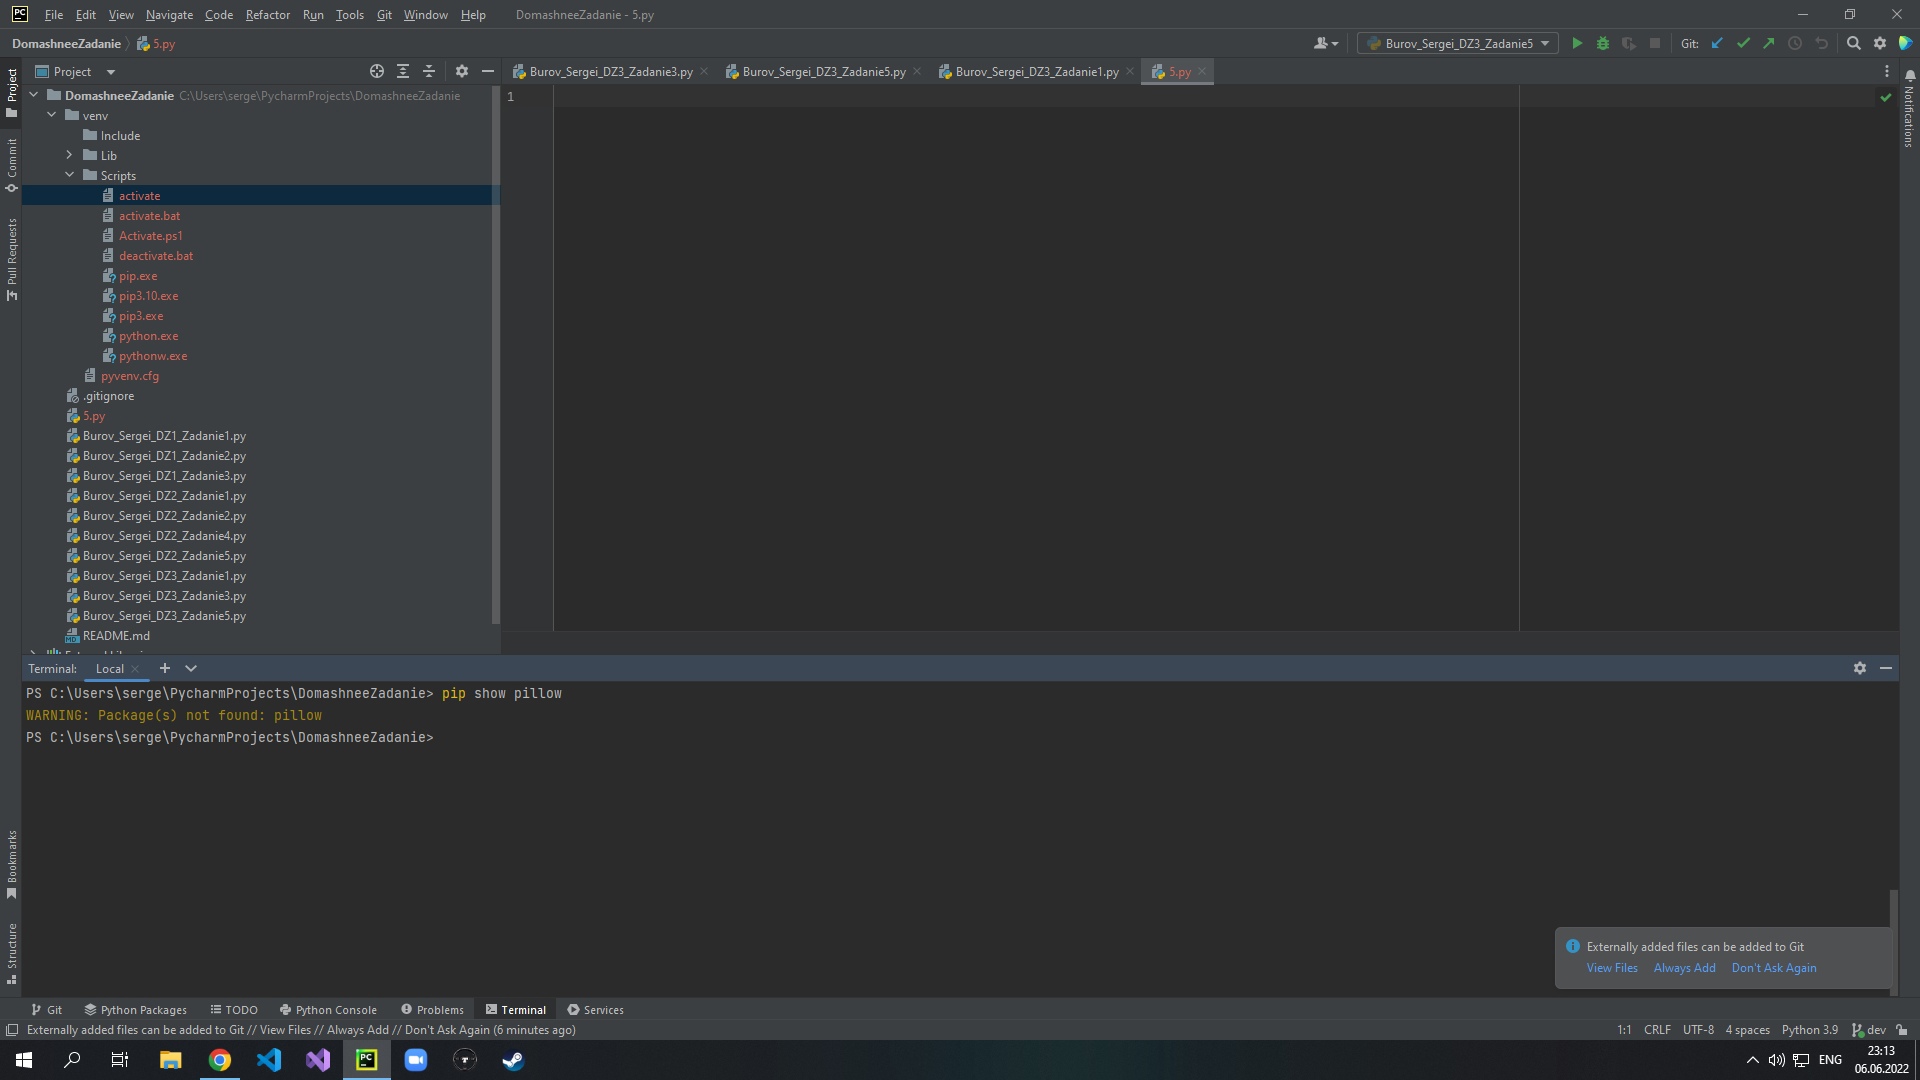 PC File Edit View Navigate Code Refactor Run Tools Git Window Help DomashneeZadanie - 5.py
DomashneeZadanie 5.py Burov_Sergei_DZ3_Zadanie5 Git:
Project Burov_Sergei_DZ3_Zadanie3.py Burov_Sergei_DZ3_Zadanie5.py Burov_Sergei_DZ3_Zadanie1.py 5.py
Project
Commit
Pull Requests
Bookmarks
Structure
Notifications
DomashneeZadanie C:\Users\serge\PycharmProjects\DomashneeZadanie
venv
Include
Lib
Scripts
activate
activate.bat
Activate.ps1
deactivate.bat
pip.exe
pip3.10.exe
pip3.exe
python.exe
pythonw.exe
pyvenv.cfg
.gitignore
5.py
Burov_Sergei_DZ1_Zadanie1.py
Burov_Sergei_DZ1_Zadanie2.py
Burov_Sergei_DZ1_Zadanie3.py
Burov_Sergei_DZ2_Zadanie1.py
Burov_Sergei_DZ2_Zadanie2.py
Burov_Sergei_DZ2_Zadanie4.py
Burov_Sergei_DZ2_Zadanie5.py
Burov_Sergei_DZ3_Zadanie1.py
Burov_Sergei_DZ3_Zadanie3.py
Burov_Sergei_DZ3_Zadanie5.py
README.md
1
Terminal: Local
PS C:\Users\serge\PycharmProjects\DomashneeZadanie> pip show pillow
WARNING: Package(s) not found: pillow
PS C:\Users\serge\PycharmProjects\DomashneeZadanie>
Externally added files can be added to Git
View Files Always Add Don't Ask Again
Git Python Packages TODO Python Console Problems Terminal Services
Externally added files can be added to Git // View Files // Always Add // Don't Ask Again (6 minutes ago) 1:1 CRLF UTF-8 4 spaces Python 3.9 dev
PC ENG 23:13
06.06.2022